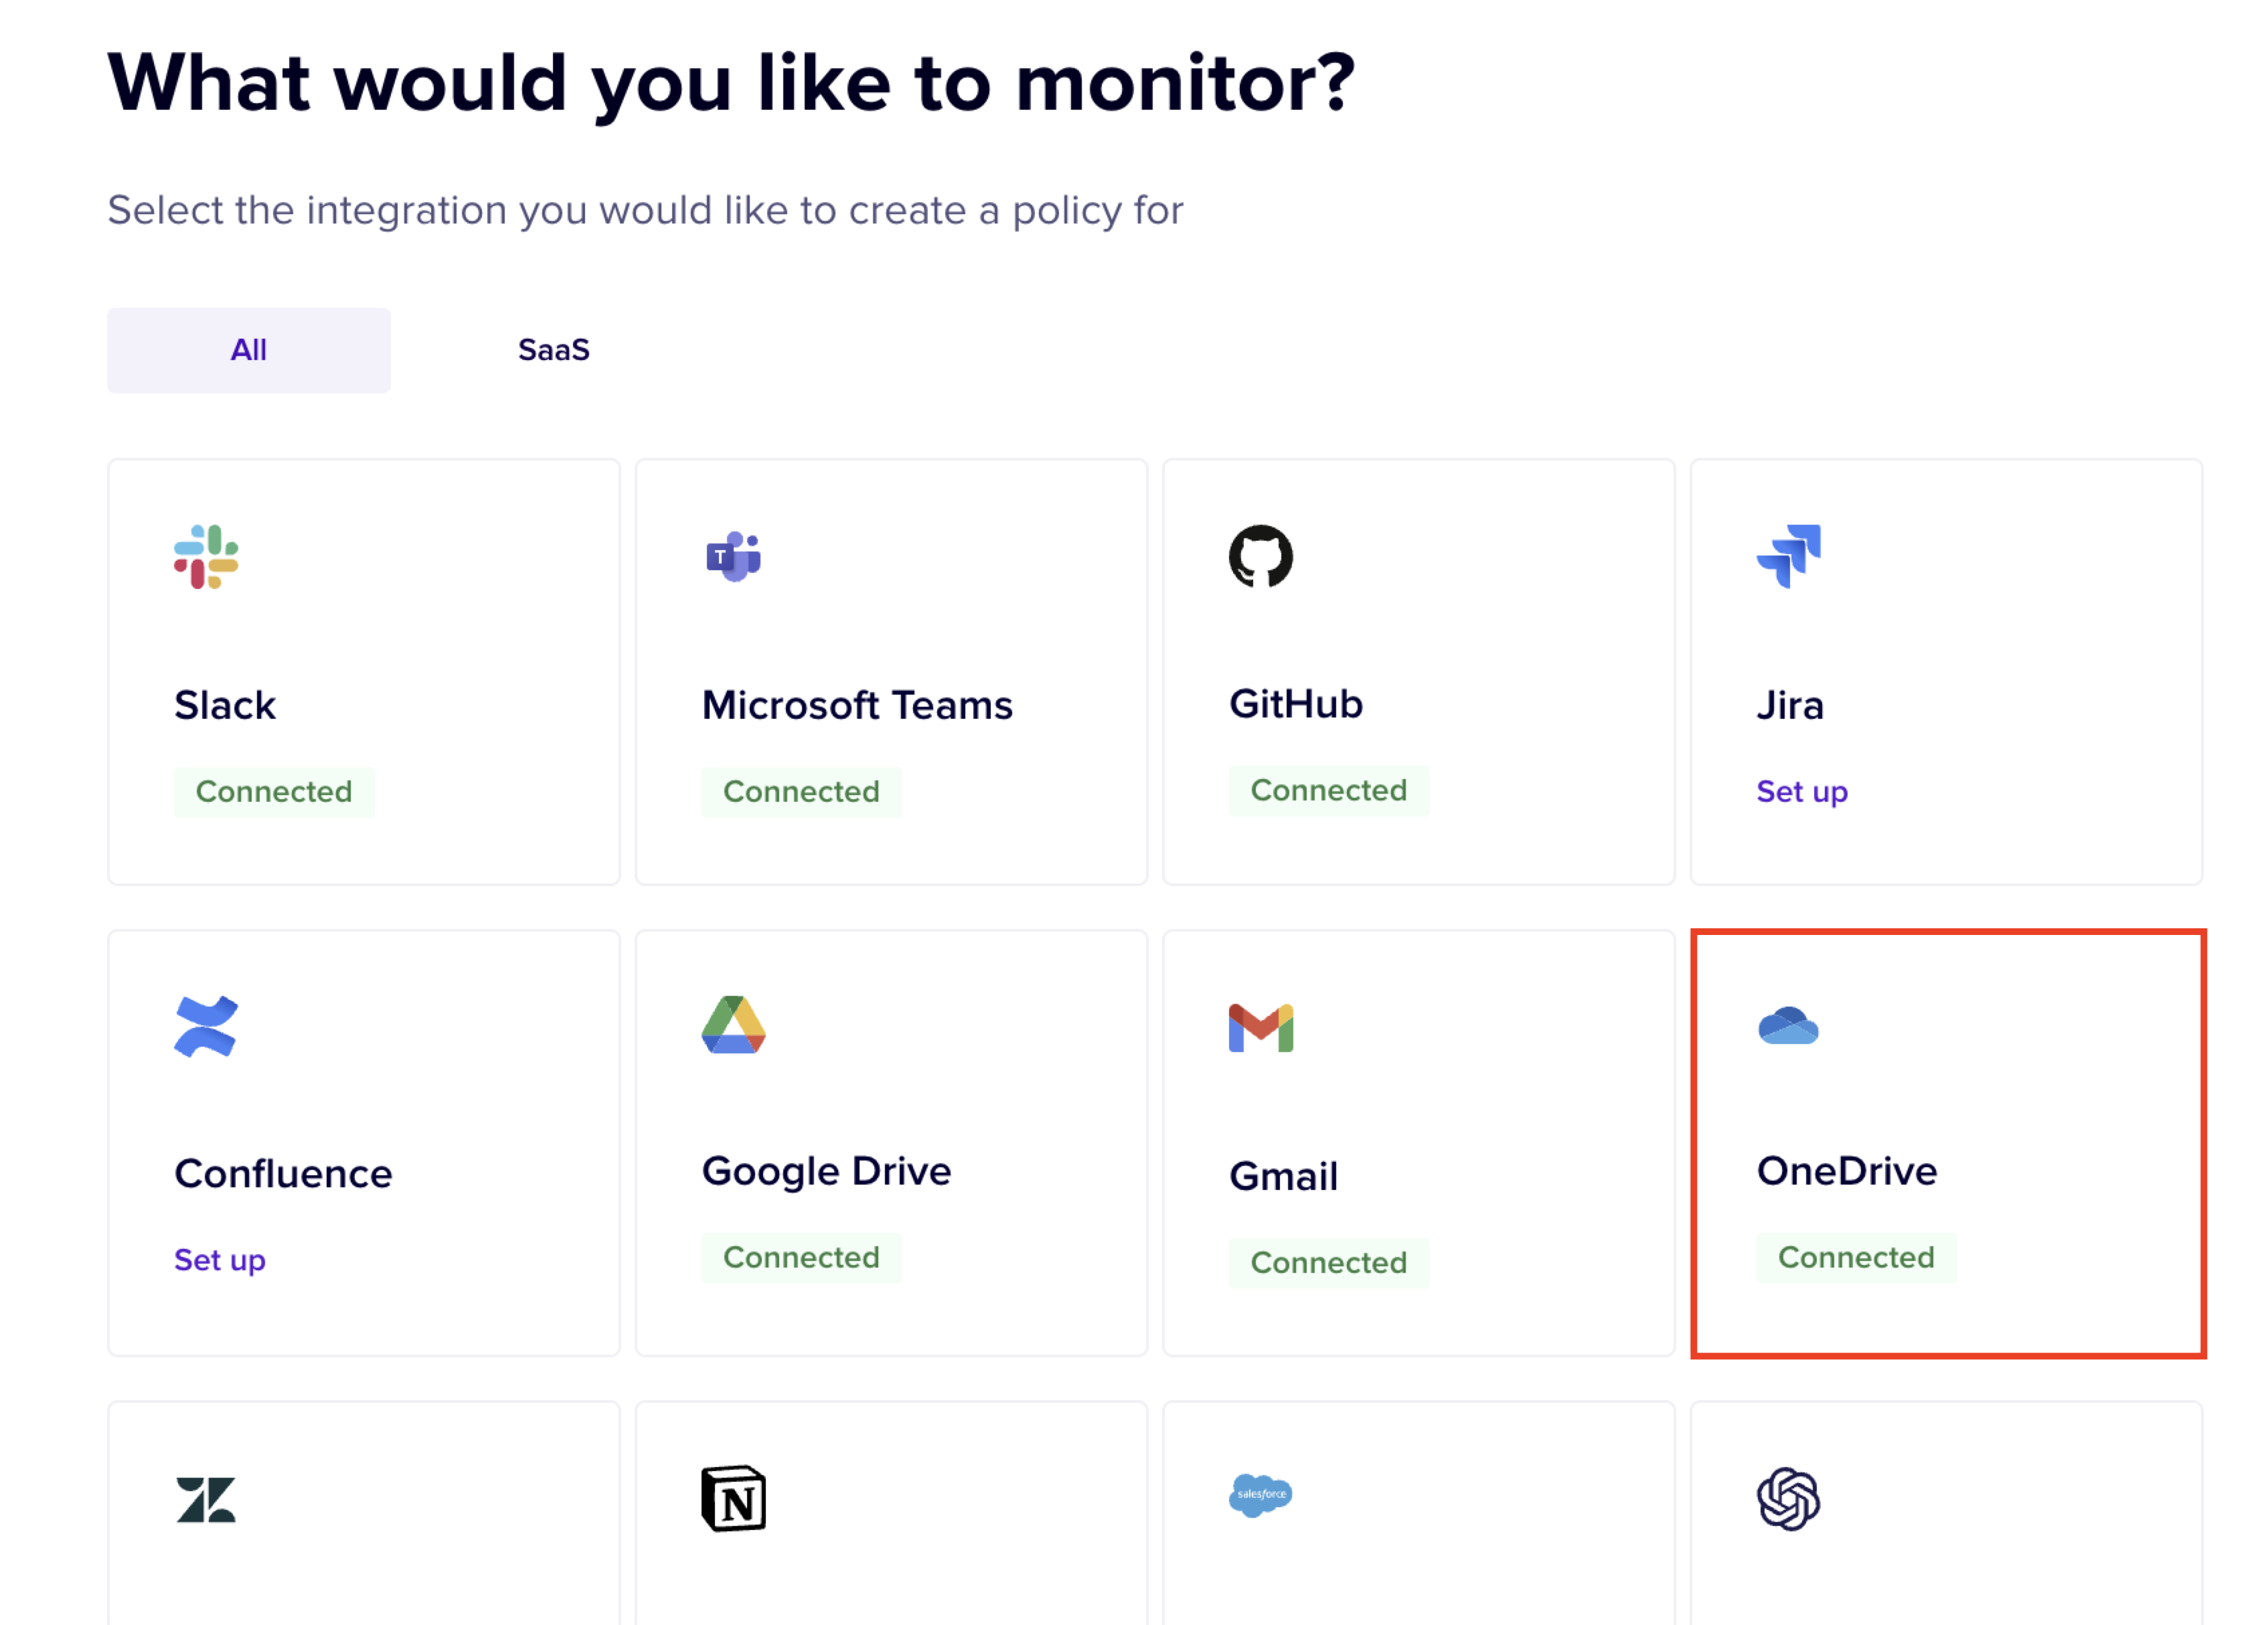 What would you like to monitor?
Select the integration you would like to create a policy for
All
SaaS
T
Slack
Connected
Microsoft Teams
Connected
GitHub
Connected
Jira
Set up
Confluence
Set up
Google Drive
Connected
Gmail
Connected
OneDrive
Connected
N
salesforce